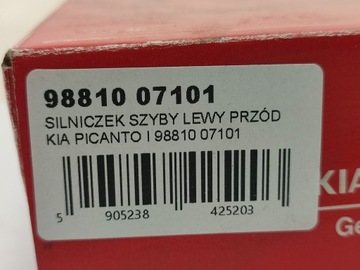 98810 07101
SILNICZEK SZYBY LEWY PRZÓD
KIA PICANTO I 98810 07101
5 905238 425203
KIA
Ge